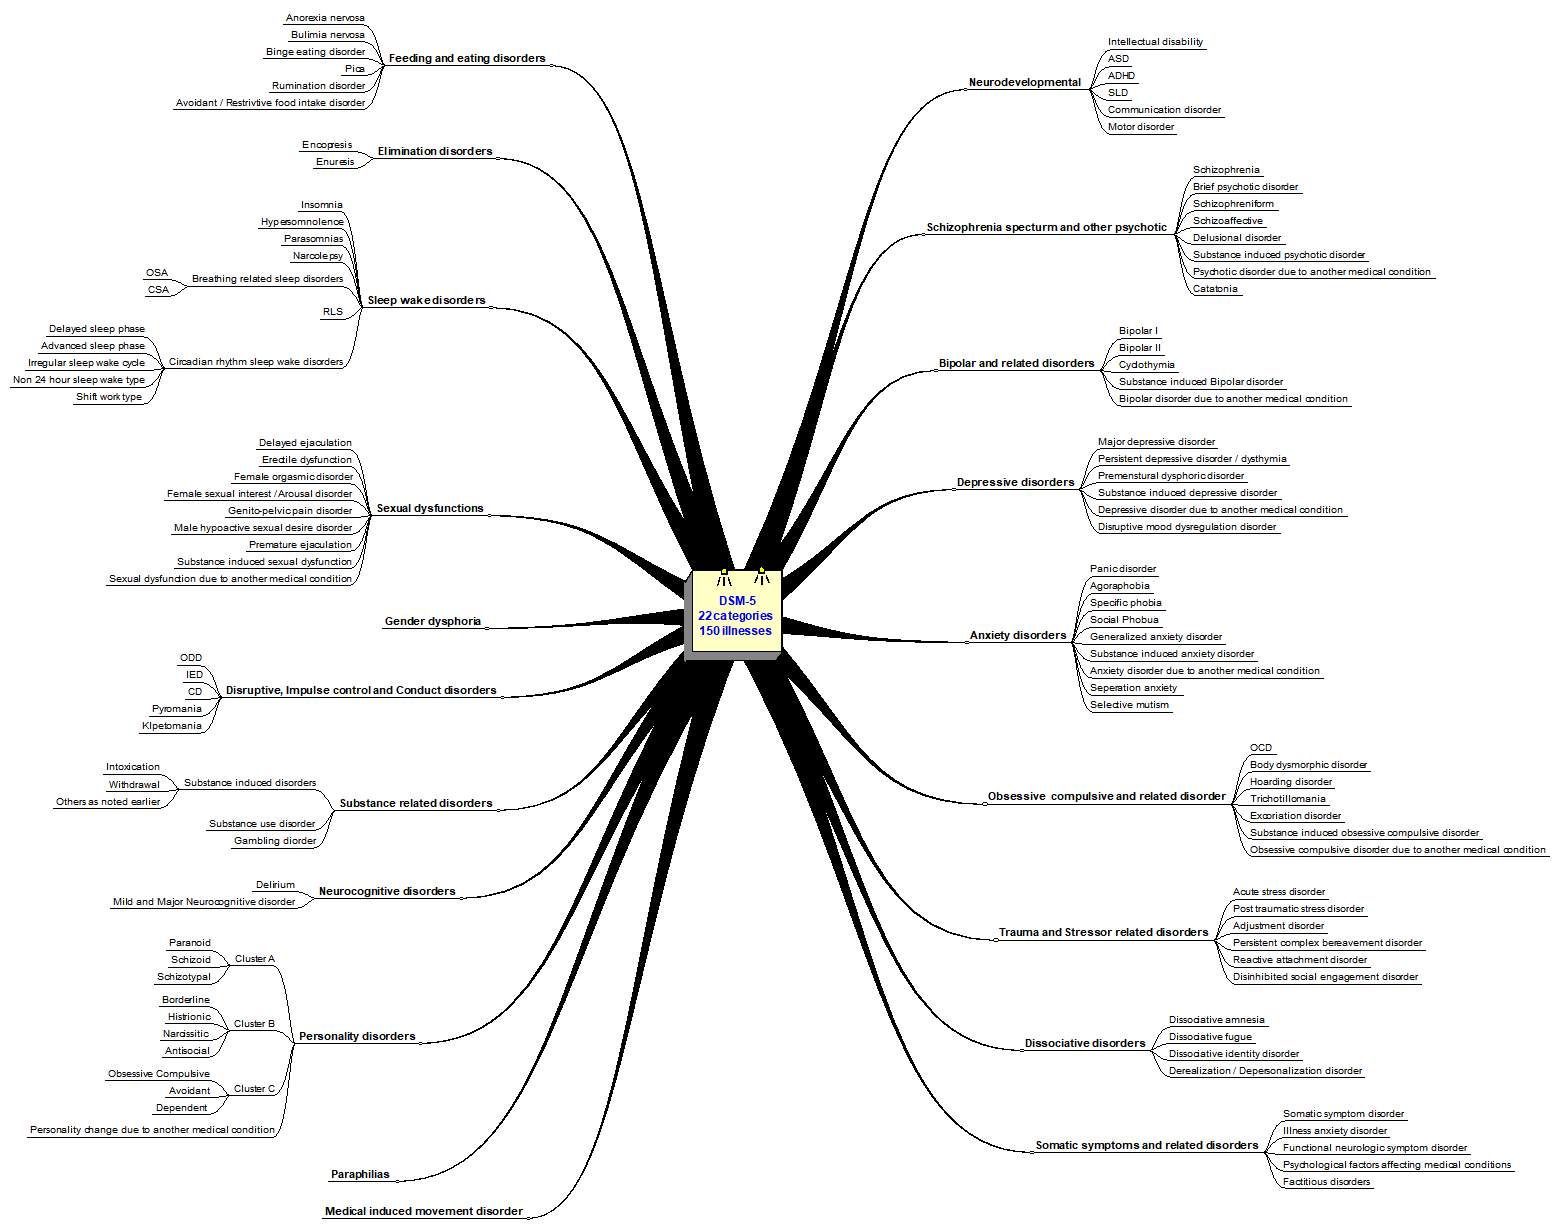 DSM-5
22 categories
150 illnesses
Neurodevelopmental
Intellectual disability
ASD
ADHD
SLD
Communication disorder
Motor disorder
Schizophrenia specturm and other psychotic
Schizophrenia
Brief psychotic disorder
Schizophreniform
Schizoaffective
Delusional disorder
Substance induced psychotic disorder
Psychotic disorder due to another medical condition
Catatonia
Bipolar and related disorders
Bipolar I
Bipolar II
Cyclothymia
Substance induced Bipolar disorder
Bipolar disorder due to another medical condition
Depressive disorders
Major depressive disorder
Persistent depressive disorder / dysthymia
Premenstural dysphoric disorder
Substance induced depressive disorder
Depressive disorder due to another medical condition
Disruptive mood dysregulation disorder
Anxiety disorders
Panic disorder
Agoraphobia
Specific phobia
Social Phobua
Generalized anxiety disorder
Substance induced anxiety disorder
Anxiety disorder due to another medical condition
Seperation anxiety
Selective mutism
Obsessive compulsive and related disorder
OCD
Body dysmorphic disorder
Hoarding disorder
Trichotillomania
Excoriation disorder
Substance induced obsessive compulsive disorder
Obsessive compulsive disorder due to another medical condition
Trauma and Stressor related disorders
Acute stress disorder
Post traumatic stress disorder
Adjustment disorder
Persistent complex bereavement disorder
Reactive attachment disorder
Disinhibited social engagement disorder
Dissociative disorders
Dissociative amnesia
Dissociative fugue
Dissociative identity disorder
Derealization / Depersonalization disorder
Somatic symptoms and related disorders
Somatic symptom disorder
Illness anxiety disorder
Functional neurologic symptom disorder
Psychological factors affecting medical conditions
Factitious disorders
Feeding and eating disorders
Anorexia nervosa
Bulimia nervosa
Binge eating disorder
Pica
Rumination disorder
Avoidant / Restrivtive food intake disorder
Elimination disorders
Encopresis
Enuresis
Sleep wake disorders
Insomnia
Hypersomnolence
Parasomnias
Narcolepsy
Breathing related sleep disorders
OSA
CSA
RLS
Circadian rhythm sleep wake disorders
Delayed sleep phase
Advanced sleep phase
Irregular sleep wake cycle
Non 24 hour sleep wake type
Shift work type
Sexual dysfunctions
Delayed ejaculation
Erectile dysfunction
Female orgasmic disorder
Female sexual interest / Arousal disorder
Genito-pelvic pain disorder
Male hypoactive sexual desire disorder
Premature ejaculation
Substance induced sexual dysfunction
Sexual dysfunction due to another medical condition
Gender dysphoria
Disruptive, Impulse control and Conduct disorders
ODD
IED
CD
Pyromania
Klpetomania
Substance related disorders
Substance induced disorders
Intoxication
Withdrawal
Others as noted earlier
Substance use disorder
Gambling diorder
Neurocognitive disorders
Delirium
Mild and Major Neurocognitive disorder
Personality disorders
Cluster A
Paranoid
Schizoid
Schizotypal
Cluster B
Borderline
Histrionic
Narcissitic
Antisocial
Cluster C
Obsessive Compulsive
Avoidant
Dependent
Personality change due to another medical condition
Paraphilias
Medical induced movement disorder